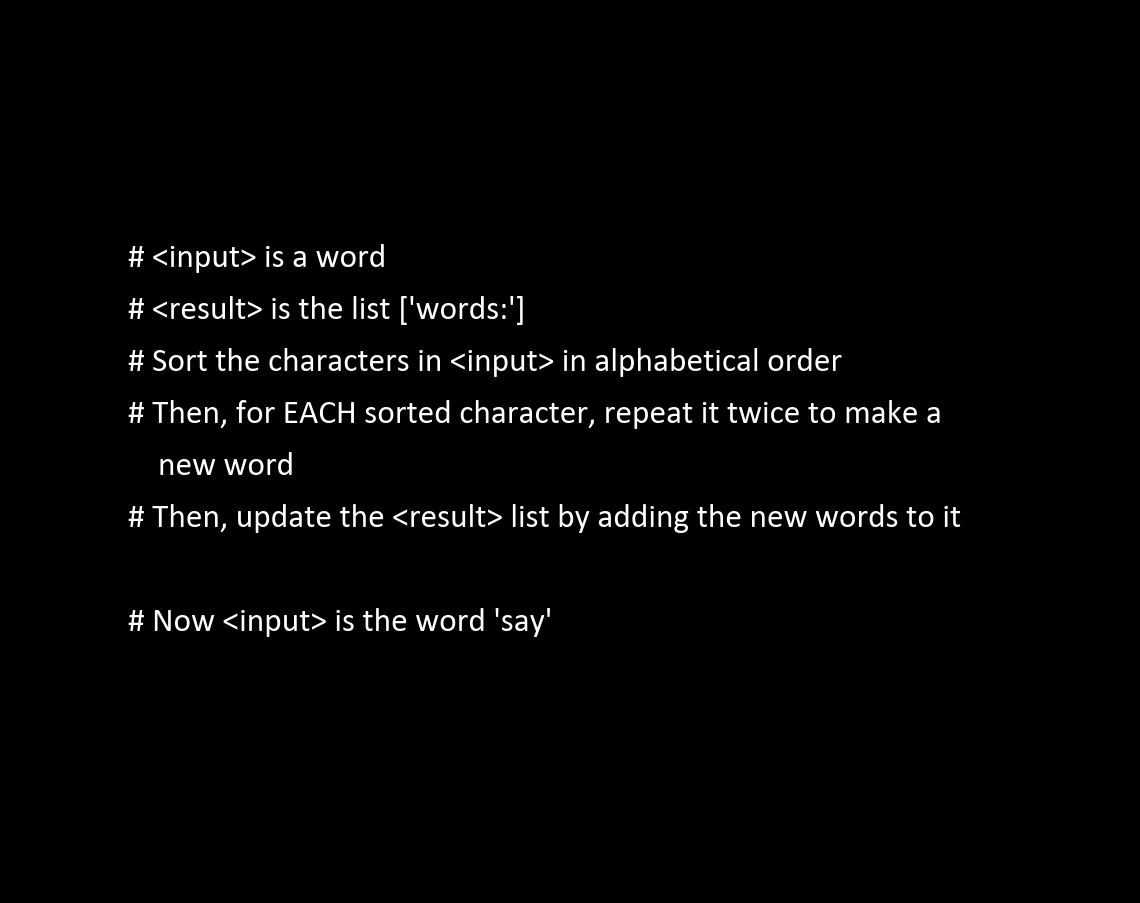 # <input> is a word
# <result> is the list ['words:']
# Sort the characters in <input> in alphabetical order
# Then, for EACH sorted character, repeat it twice to make a
new word
# Then, update the <result> list by adding the new words to it
# Now <input> is the word 'say'